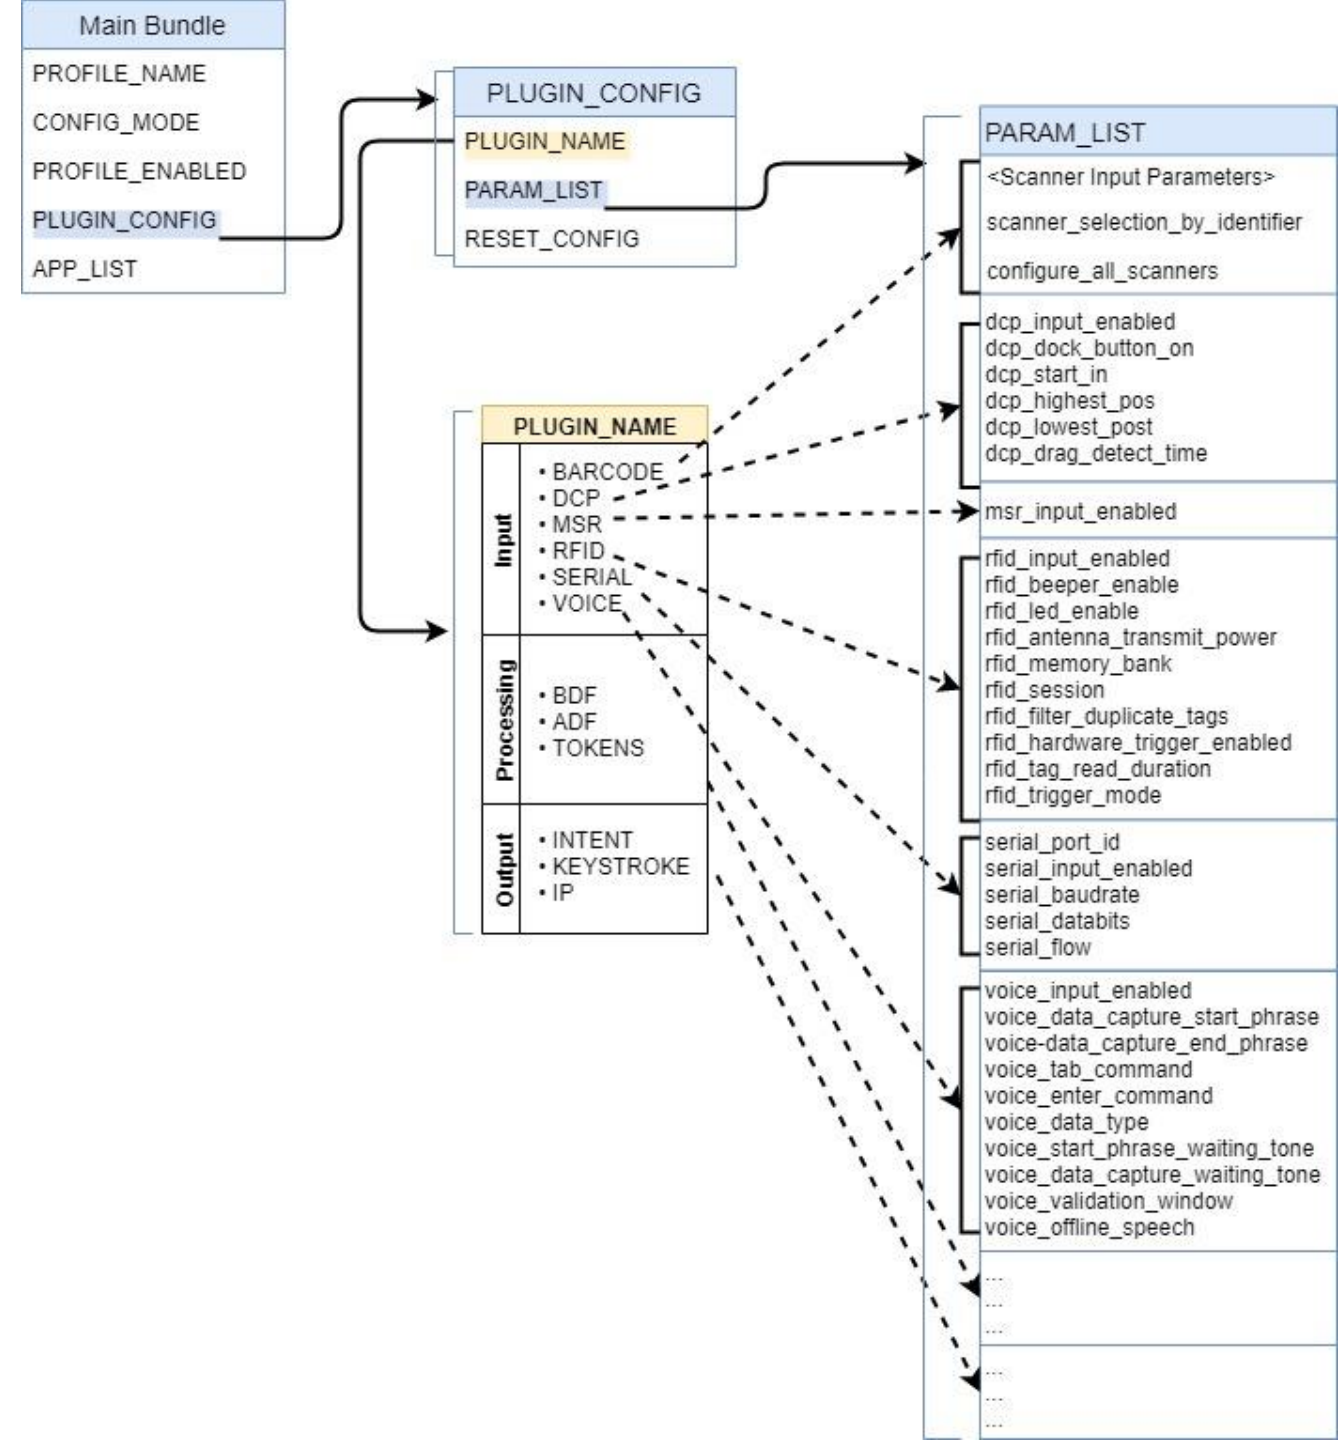 Main Bundle
PROFILE_NAME
CONFIG_MODE
PROFILE_ENABLED
PLUGIN_CONFIG
APP_LIST
PLUGIN_CONFIG
PLUGIN_NAME
PARAM_LIST
RESET_CONFIG
PLUGIN_NAME
Input
• BARCODE
• DCP
• MSR
• RFID
• SERIAL
• VOICE
Processing
• BDF
• ADF
• TOKENS
Output
• INTENT
• KEYSTROKE
• IP
PARAM_LIST
<Scanner Input Parameters>
scanner_selection_by_identifier
configure_all_scanners
dcp_input_enabled
dcp_dock_button_on
dcp_start_in
dcp_highest_pos
dcp_lowest_post
dcp_drag_detect_time
msr_input_enabled
rfid_input_enabled
rfid_beeper_enable
rfid_led_enable
rfid_antenna_transmit_power
rfid_memory_bank
rfid_session
rfid_filter_duplicate_tags
rfid_hardware_trigger_enabled
rfid_tag_read_duration
rfid_trigger_mode
serial_port_id
serial_input_enabled
serial_baudrate
serial_databits
serial_flow
voice_input_enabled
voice_data_capture_start_phrase
voice-data_capture_end_phrase
voice_tab_command
voice_enter_command
voice_data_type
voice_start_phrase_waiting_tone
voice_data_capture_waiting_tone
voice_validation_window
voice_offline_speech
...
...
...
...
...
...